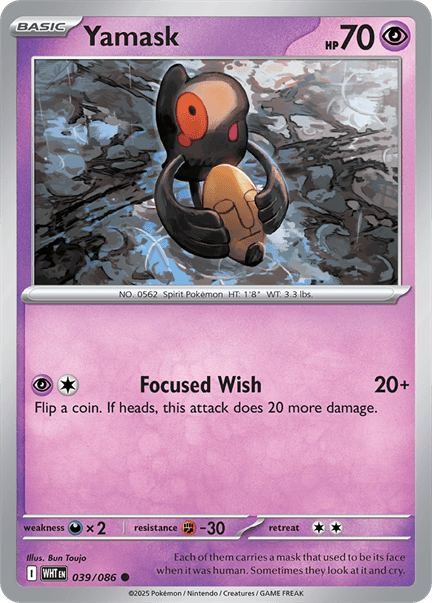 BASIC
Yamask
HP70
NO. 0562 Spirit Pokémon HT: 1'8" WT: 3.3 lbs.
Focused Wish 20+
Flip a coin. If heads, this attack does 20 more damage.
weakness ×2 resistance -30 retreat
Illus. Bun Toujo
Each of them carries a mask that used to be its face
when it was human. Sometimes they look at it and cry.
I WHT EN 039/086
©2025 Pokémon / Nintendo / Creatures / GAME FREAK